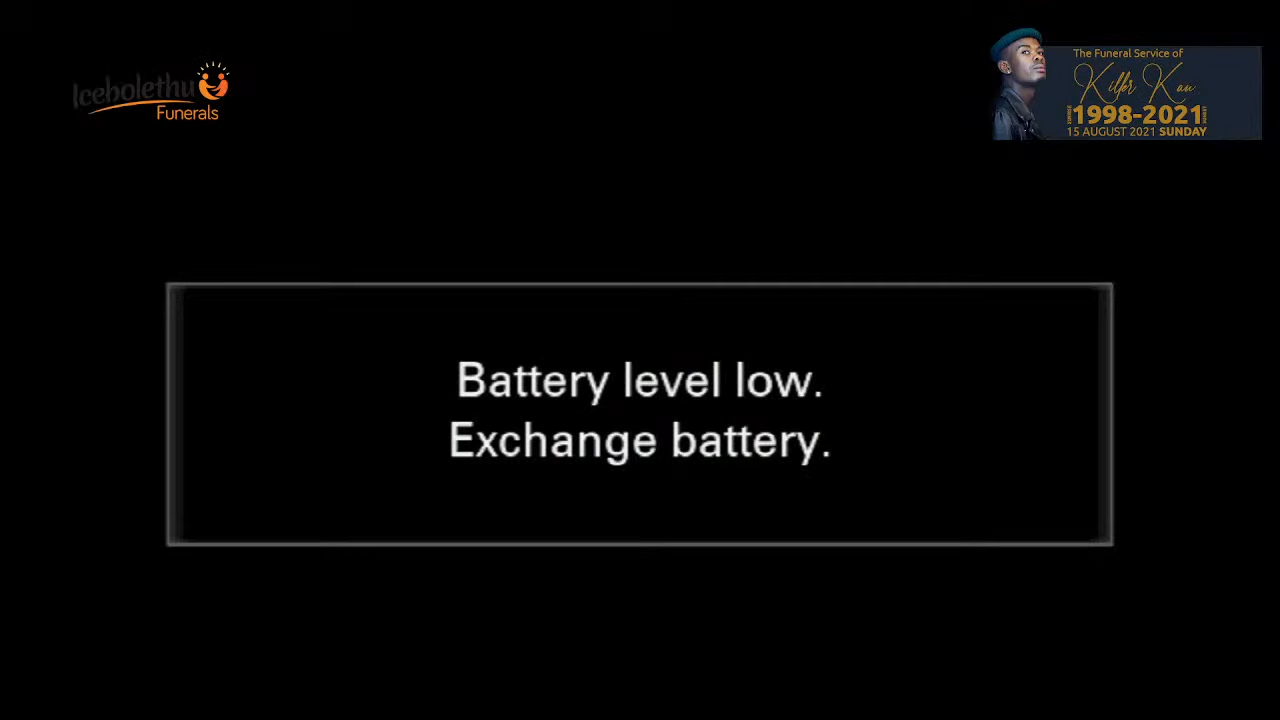 Icebolethu
Funerals
The Funeral Service of
Killer Kau
1998-2021
15 AUGUST 2021 SUNDAY
Battery level low.
Exchange battery.